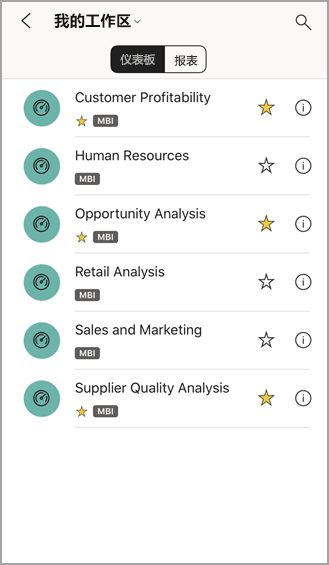 我的工作区
仪表板 报表
Customer Profitability
MBI
Human Resources
MBI
Opportunity Analysis
MBI
Retail Analysis
MBI
Sales and Marketing
MBI
Supplier Quality Analysis
MBI